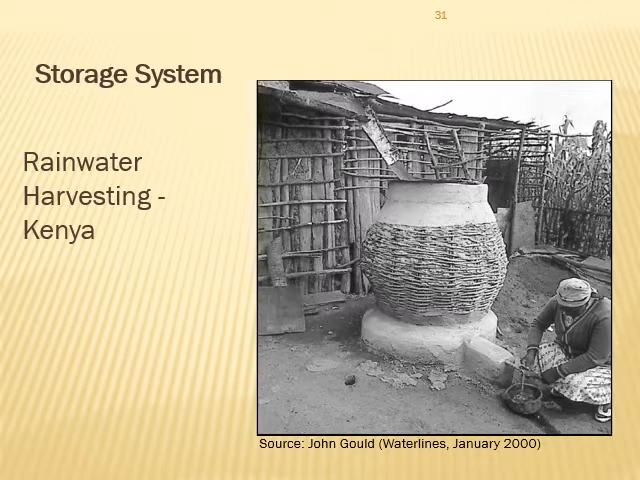 31
Storage System
Rainwater
Harvesting -
Kenya
Source: John Gould (Waterlines, January 2000)